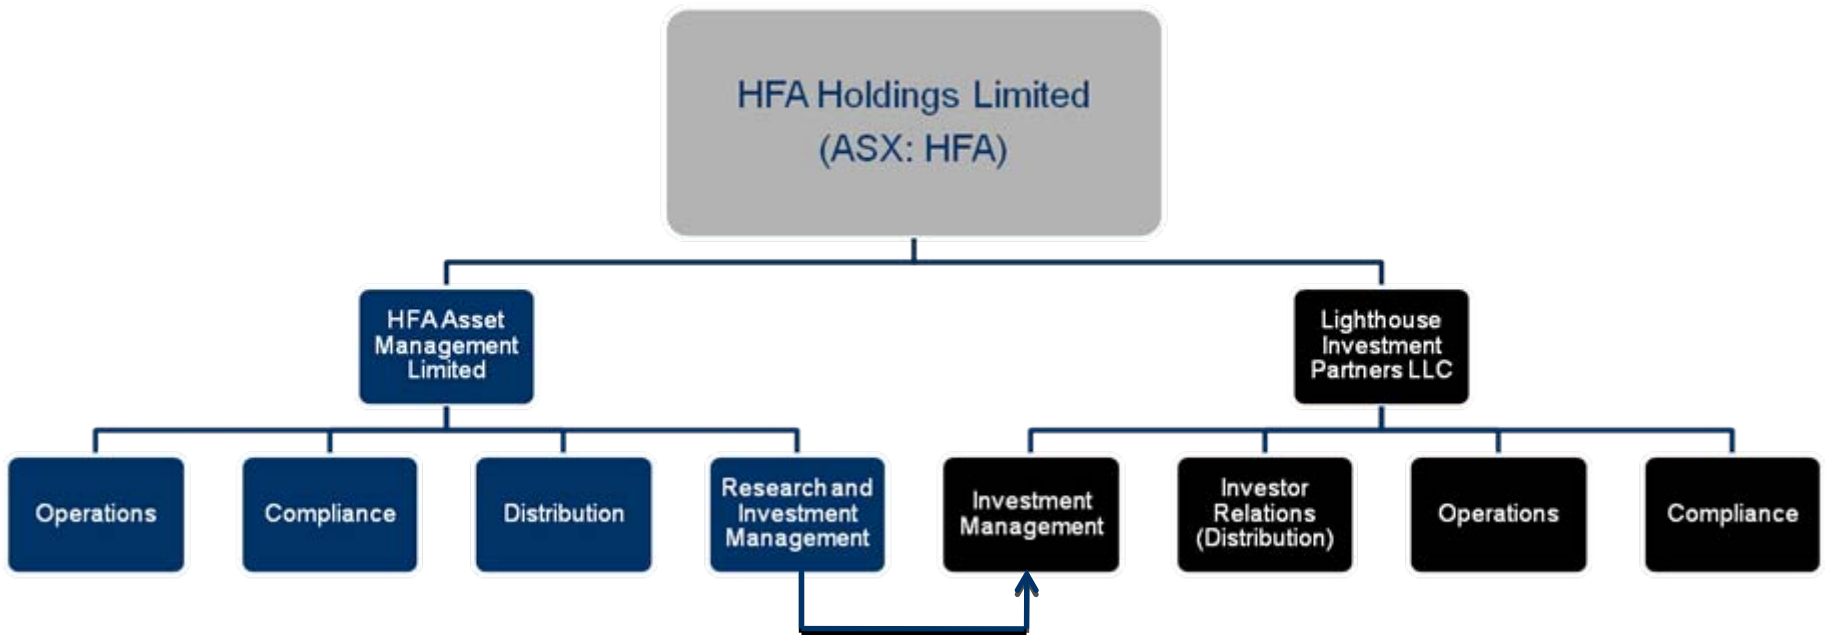 HFA Holdings Limited
(ASX: HFA)
HFA Asset
Management
Limited
Lighthouse
Investment
Partners LLC
Operations
Compliance
Distribution
Research and
Investment
Management
Investment
Management
Investor
Relations
(Distribution)
Operations
Compliance